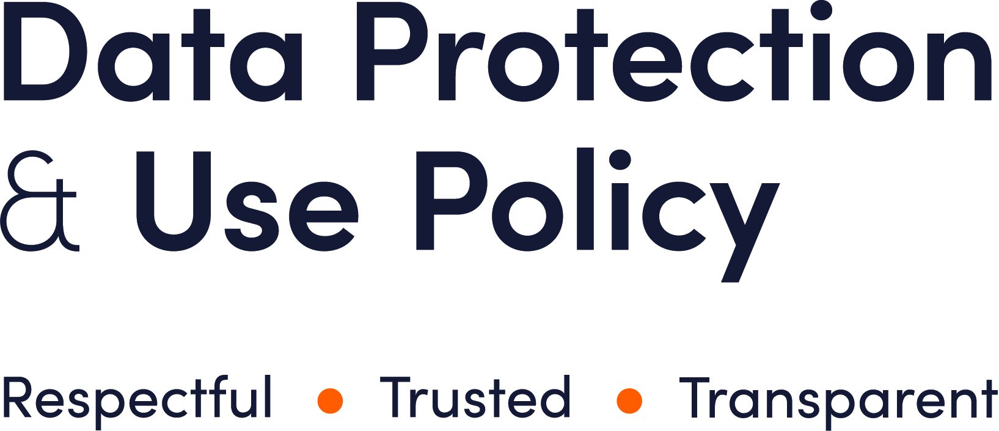 Data Protection
& Use Policy
Respectful • Trusted • Transparent